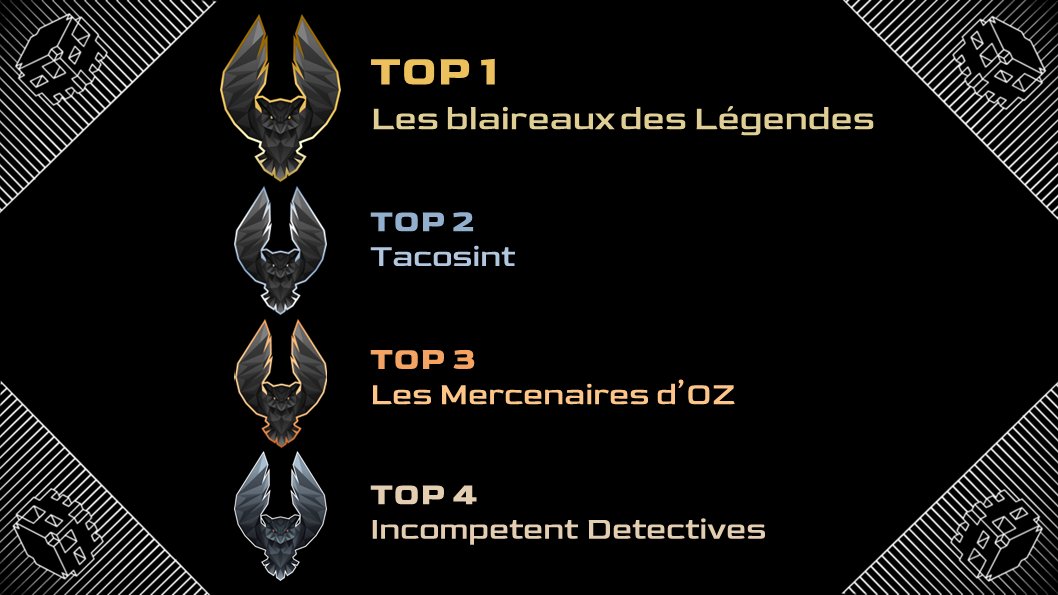 TOP 1
Les blaireaux des Légendes
TOP 2
Tacosint
TOP 3
Les Mercenaires d'OZ
TOP 4
Incompetent Detectives